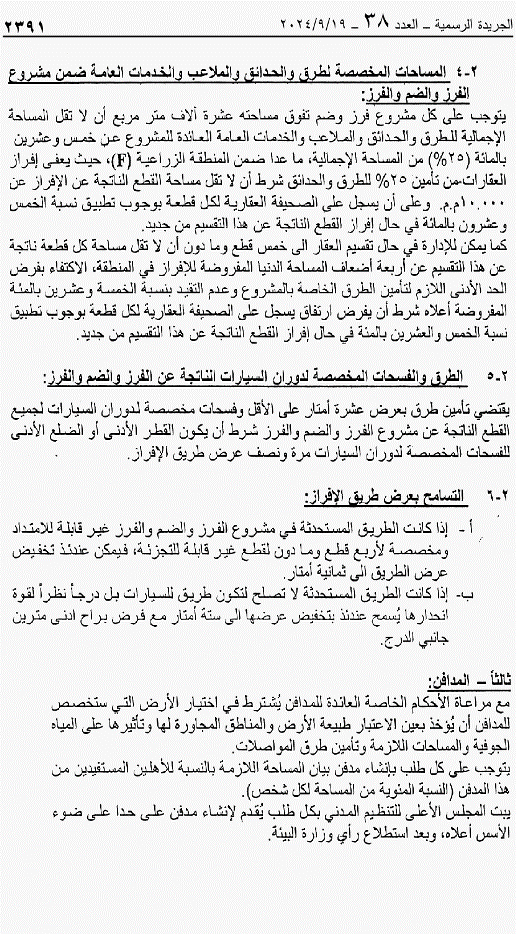 الجريدة الرسمية – العدد ٣٨ – ٢٠٢٤/٩/١٩ ٢٣٩١
٢-٤ المساحات المخصصة لطرق والحدائق والملاعب والخدمات العامة ضمن مشروع
الفرز والضم والفرز:
يتوجب على كل مشروع فرز وضم تفوق مساحته عشرة آلاف متر مربع أن لا تقل المساحة
الإجمالية للطرق والحدائق والملاعب والخدمات العامة العائدة للمشروع عن خمس وعشرين
بالمائة (٢٥%) من المساحة الإجمالية، ما عدا ضمن المنطقة الزراعية (F)، حيث يعفى إفراز
العقارات من تأمين ٢٥% للطرق والحدائق شرط أن لا تقل مساحة القطع الناتجة عن الإفراز عن
١٠.٠٠٠م.م. وعلى أن يسجل على الصحيفة العقارية لكل قطعة بوجوب تطبيق نسبة الخمس
وعشرون بالمائة في حال إفراز القطع الناتجة عن هذا التقسيم من جديد.
كما يمكن للإدارة في حال تقسيم العقار الى خمس قطع وما دون أن لا تقل مساحة كل قطعة ناتجة
عن هذا التقسيم عن أربعة أضعاف المساحة الدنيا المفروضة للإفراز في المنطقة، الاكتفاء بفرض
الحد الأدنى اللازم لتأمين الطرق الخاصة بالمشروع وعدم التقيد بنسبة الخمسة وعشرين بالمئة
المفروضة أعلاه شرط أن يفرض ارتفاق يسجل على الصحيفة العقارية لكل قطعة بوجوب تطبيق
نسبة الخمس والعشرين بالمئة في حال إفراز القطع الناتجة عن هذا التقسيم من جديد.
٢-٥ الطرق والفسحات المخصصة لدوران السيارات الناتجة عن الفرز والضم والفرز:
يقتضي تأمين طرق بعرض عشرة أمتار على الأقل وفسحات مخصصة لدوران السيارات لجميع
القطع الناتجة عن مشروع الفرز والضم والفرز شرط أن يكون القطر الأدنى أو الضلع الأدنى
للفسحات المخصصة لدوران السيارات مرة ونصف عرض طريق الإفراز.
٢-٦ التسامح بعرض طريق الإفراز:
أ- إذا كانت الطريق المستحدثة في مشروع الفرز والضم والفرز غير قابلة للامتداد
ومخصصة لأربع قطع وما دون لقطع غير قابلة للتجزئة، فيمكن عندئذ تخفيض
عرض الطريق الى ثمانية أمتار.
ب- إذا كانت الطريق المستحدثة لا تصلح لتكون طريق للسيارات بل درجاً نظراً لقوة
انحدارها يُسمح عندئذ بتخفيض عرضها الى ستة أمتار مع فرض براح ادنى مترين
جانبي الدرج.
ثالثاً – المدافن:
مع مراعاة الأحكام الخاصة العائدة للمدافن يُشترط في اختيار الأرض التي ستخصص
للمدافن أن يُؤخذ بعين الاعتبار طبيعة الأرض والمناطق المجاورة لها وتأثيرها على المياه
الجوفية والمساحات اللازمة وتأمين طرق المواصلات.
يتوجب على كل طلب بإنشاء مدفن بيان المساحة اللازمة بالنسبة للأهلين المستفيدين من
هذا المدفن (النسبة المئوية من المساحة لكل شخص).
يبت المجلس الأعلى للتنظيم المدني بكل طلب يُقدم لإنشاء مدفن على حدا على ضوء
الأسس أعلاه، وبعد استطلاع رأي وزارة البيئة.